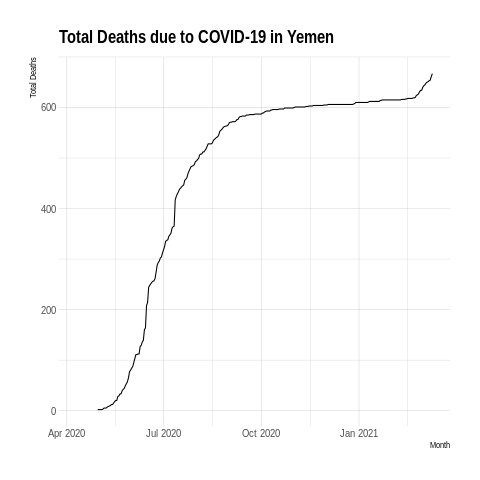 Total Deaths due to COVID-19 in Yemen
Total Deaths
600
400
200
0
Apr 2020 Jul 2020 Oct 2020 Jan 2021
Month